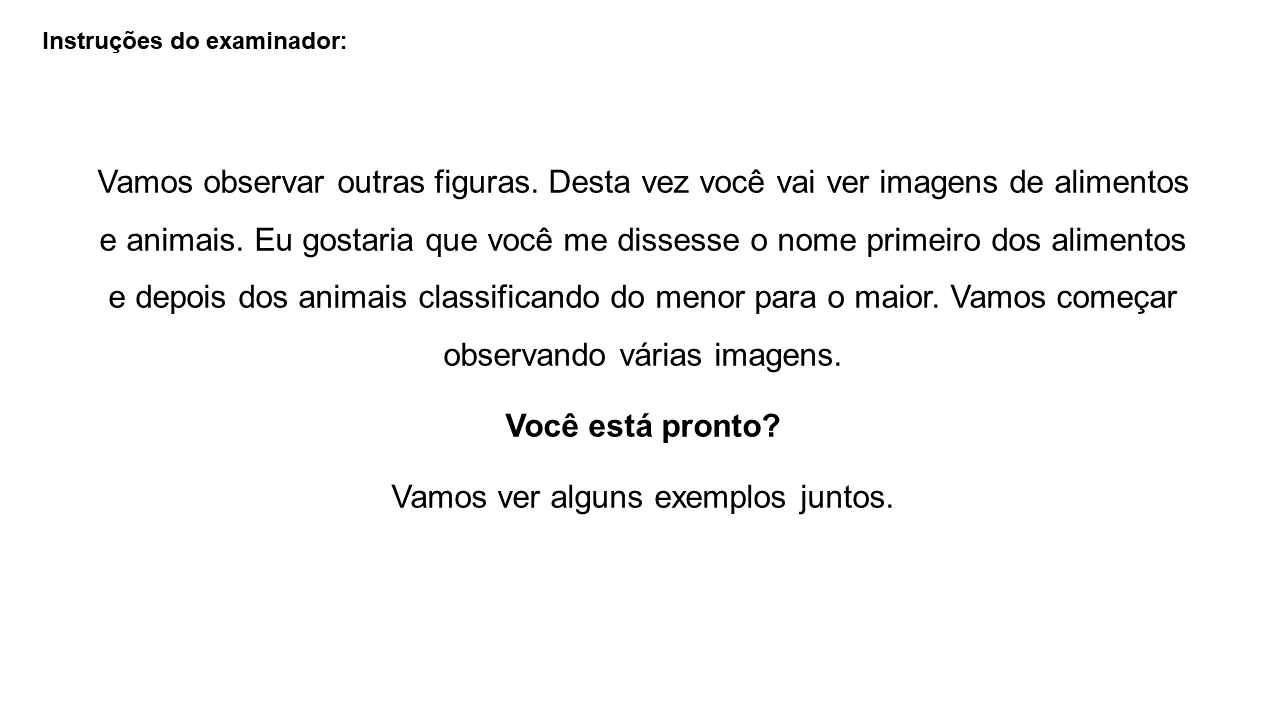 Instruções do examinador:
Vamos observar outras figuras. Desta vez você vai ver imagens de alimentos
e animais. Eu gostaria que você me dissesse o nome primeiro dos alimentos
e depois dos animais classificando do menor para o maior. Vamos começar
observando várias imagens.
Você está pronto?
Vamos ver alguns exemplos juntos.